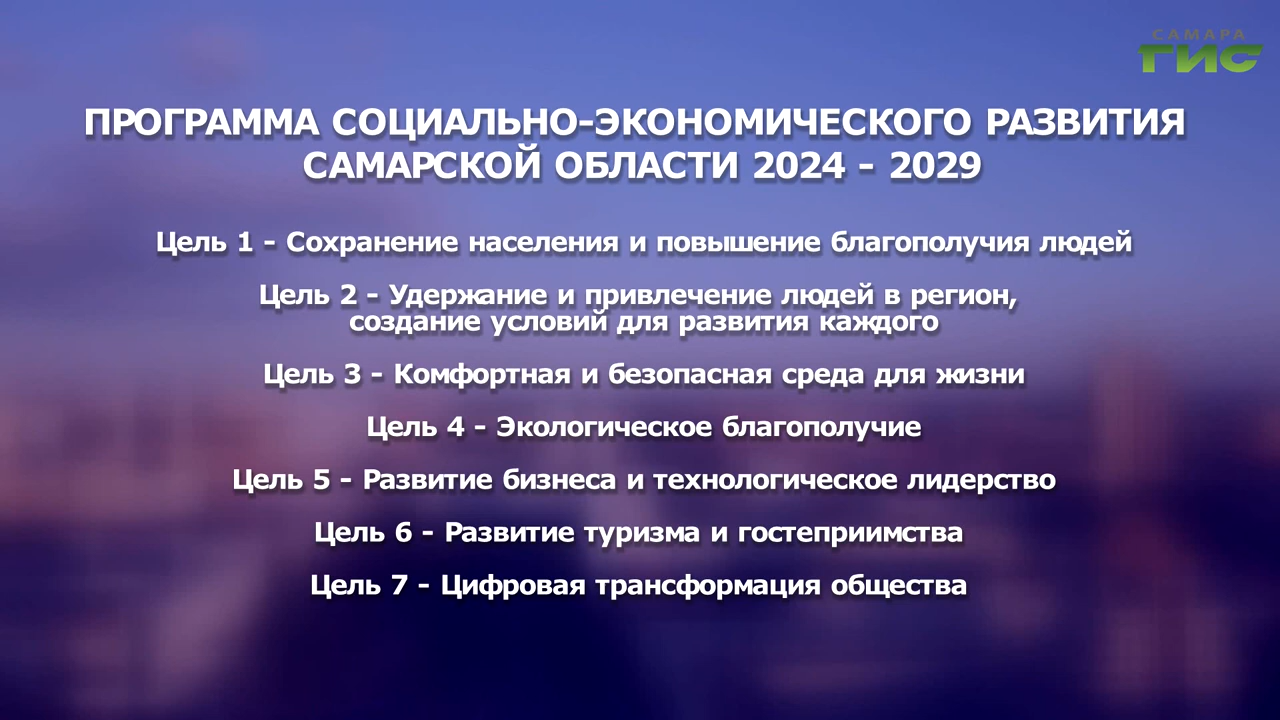 САМАРА
ГИС
ПРОГРАММА СОЦИАЛЬНО-ЭКОНОМИЧЕСКОГО РАЗВИТИЯ
САМАРСКОЙ ОБЛАСТИ 2024 - 2029
Цель 1 - Сохранение населения и повышение благополучия людей
Цель 2 - Удержание и привлечение людей в регион,
создание условий для развития каждого
Цель 3 - Комфортная и безопасная среда для жизни
Цель 4 - Экологическое благополучие
Цель 5 - Развитие бизнеса и технологическое лидерство
Цель 6 - Развитие туризма и гостеприимства
Цель 7 - Цифровая трансформация общества